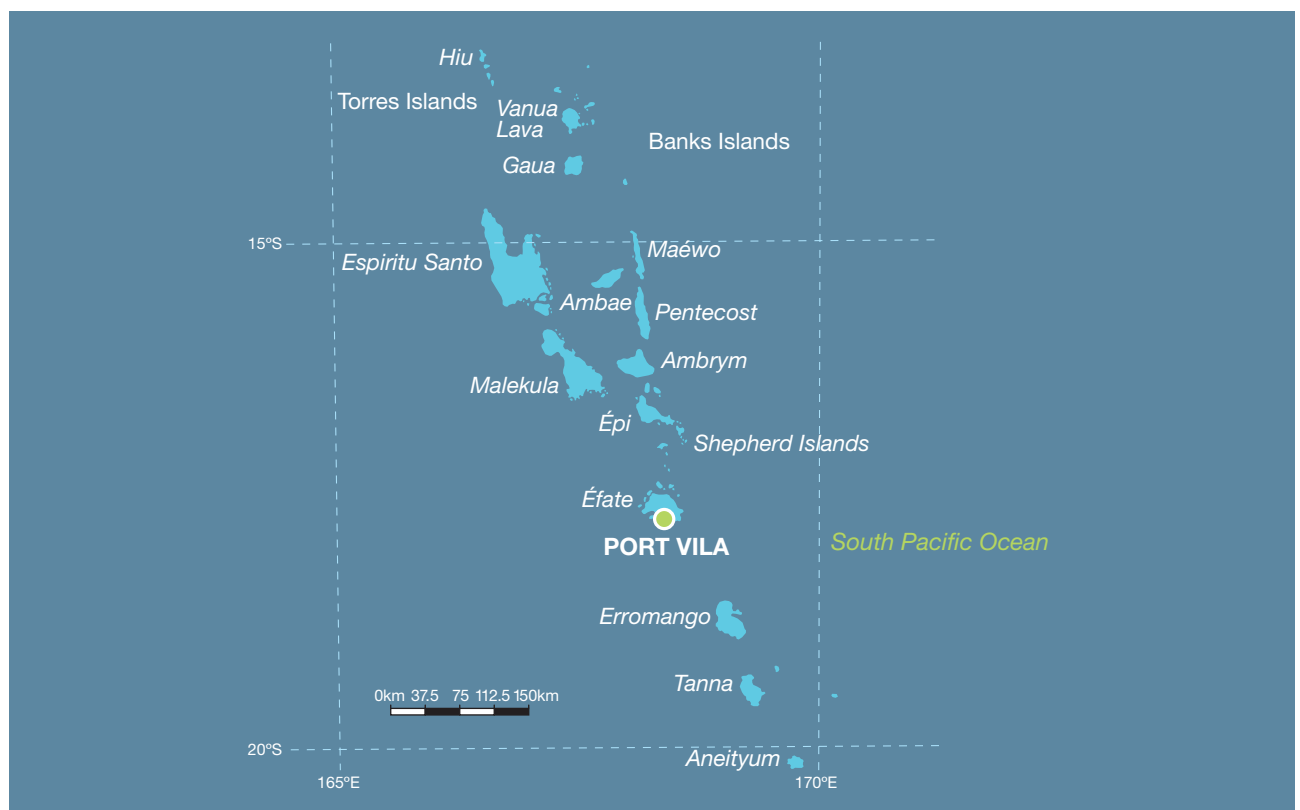 Hiu
Torres Islands
Vanua
Lava
Banks Islands
Gaua
15ºS
Maéwo
Espiritu Santo
Ambae
Pentecost
Ambrym
Malekula
Épi
Shepherd Islands
Éfate
PORT VILA
South Pacific Ocean
Erromango
Tanna
0km 37.5 75 112.5 150km
20ºS
Aneityum
165ºE
170ºE